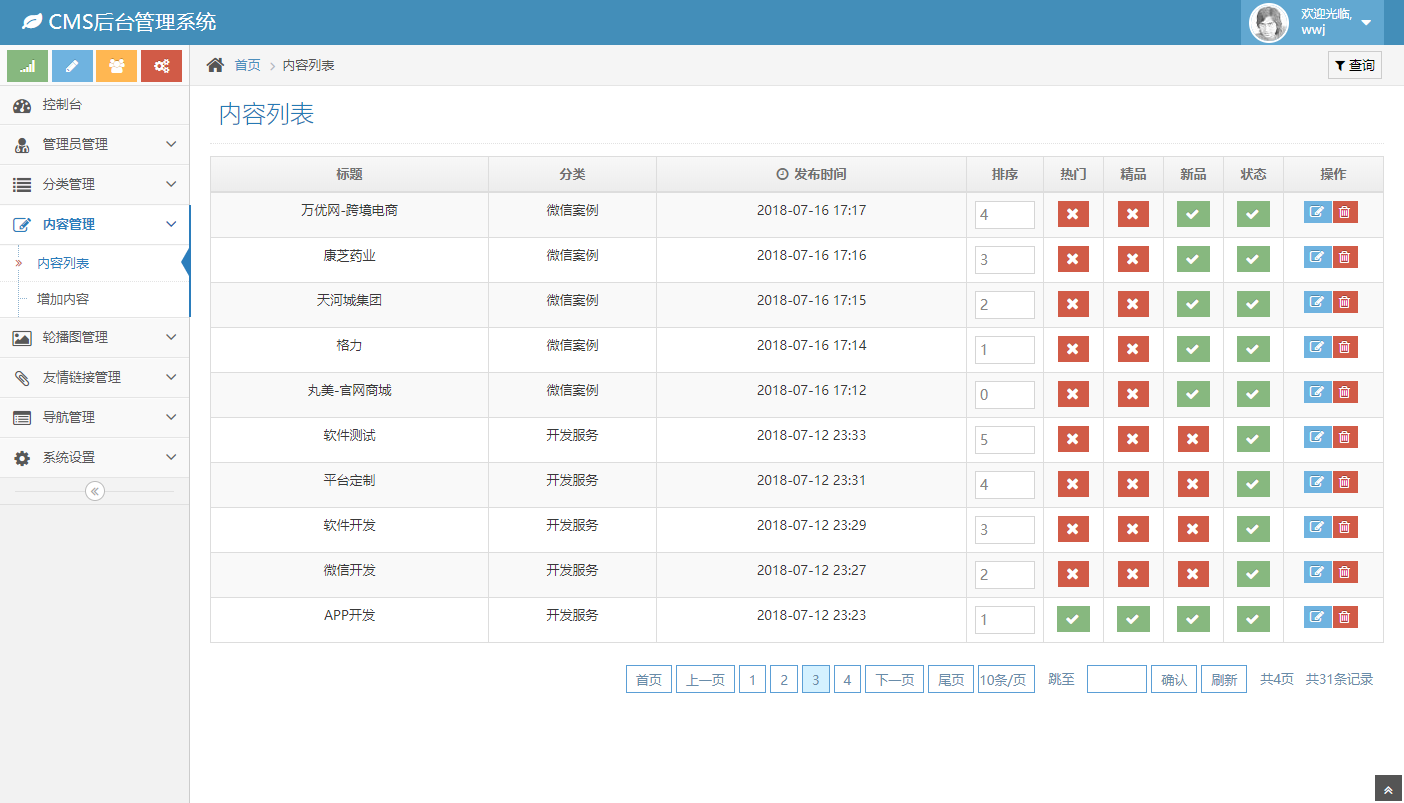 CMS后台管理系统
欢迎光临,
wwj
首页 内容列表
查询
控制台
管理员管理
分类管理
内容管理
内容列表
增加内容
轮播图管理
友情链接管理
导航管理
系统设置
内容列表
标题 分类 发布时间 排序 热门 精品 新品 状态 操作
万优网-跨境电商 微信案例 2018-07-16 17:17 4
康芝药业 微信案例 2018-07-16 17:16 3
天河城集团 微信案例 2018-07-16 17:15 2
格力 微信案例 2018-07-16 17:14 1
丸美-官网商城 微信案例 2018-07-16 17:12 0
软件测试 开发服务 2018-07-12 23:33 5
平台定制 开发服务 2018-07-12 23:31 4
软件开发 开发服务 2018-07-12 23:29 3
微信开发 开发服务 2018-07-12 23:27 2
APP开发 开发服务 2018-07-12 23:23 1
首页 上一页 1 2 3 4 下一页 尾页 10条/页 跳至 确认 刷新 共4页 共31条记录